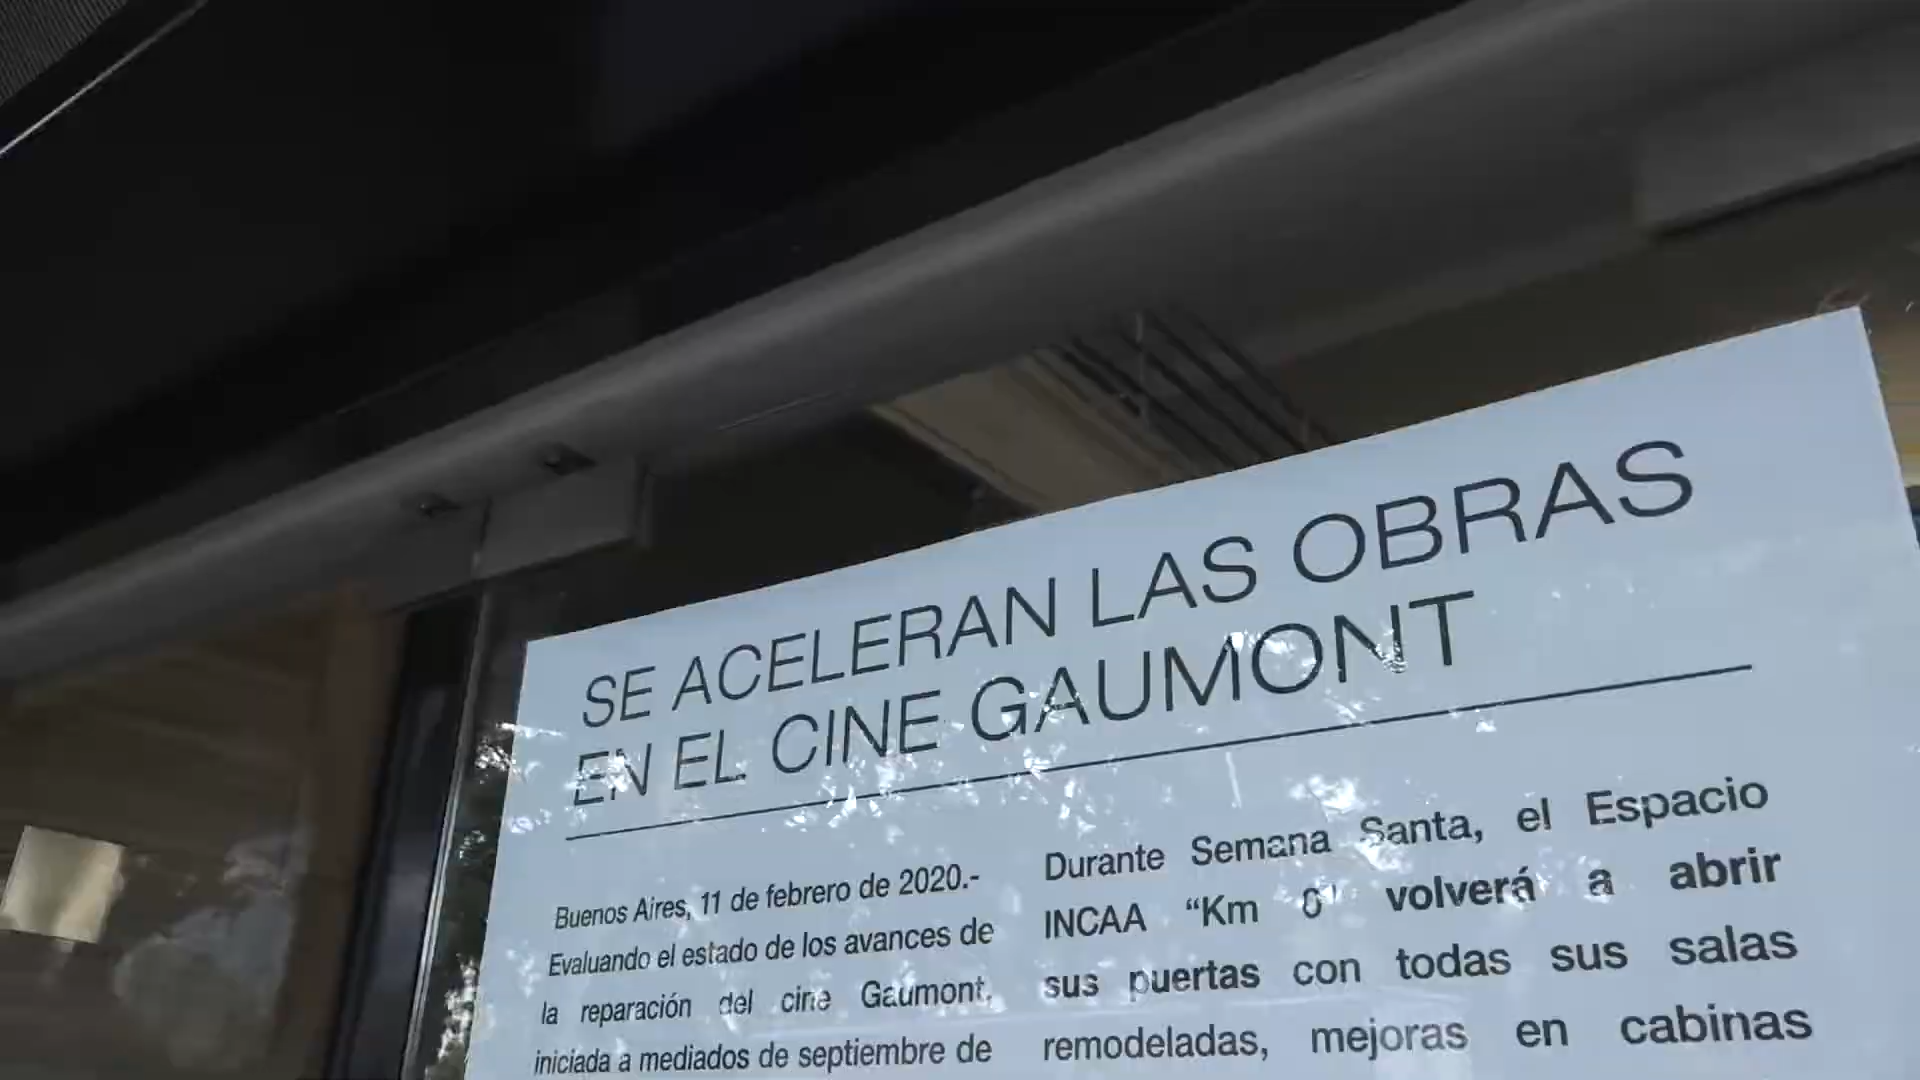 SE ACELERAN LAS OBRAS
EN EL CINE GAUMONT
Buenos Aires, 11 de febrero de 2020.-
Evaluando el estado de los avances de
la reparación del cine Gaumont,
iniciada a mediados de septiembre de
Durante Semana Santa, el Espacio
INCAA “Km 0” volverá a abrir
sus puertas con todas sus salas
remodeladas, mejoras en cabinas